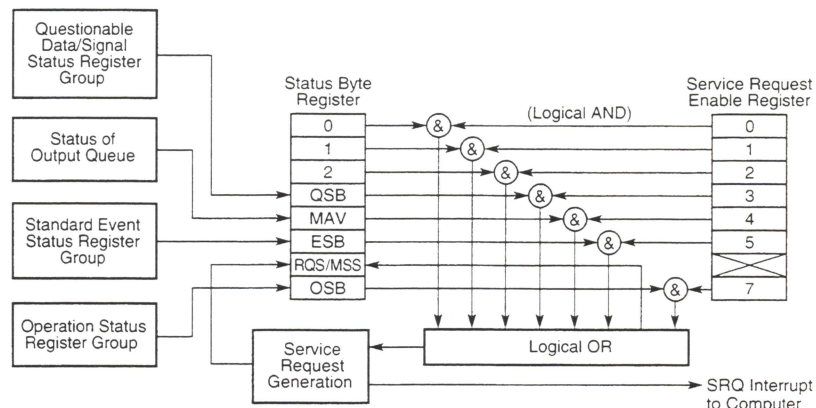 Questionable
Data/Signal
Status Register
Group
Status of
Output Queue
Standard Event
Status Register
Group
Operation Status
Register Group
Status Byte
Register
0
1
2
QSB
MAV
ESB
RQS/MSS
OSB
(Logical AND)
&
&
&
&
&
&
&
Service Request
Enable Register
0
1
2
3
4
5
7
Logical OR
Service
Request
Generation
SRQ Interrupt
to Computer